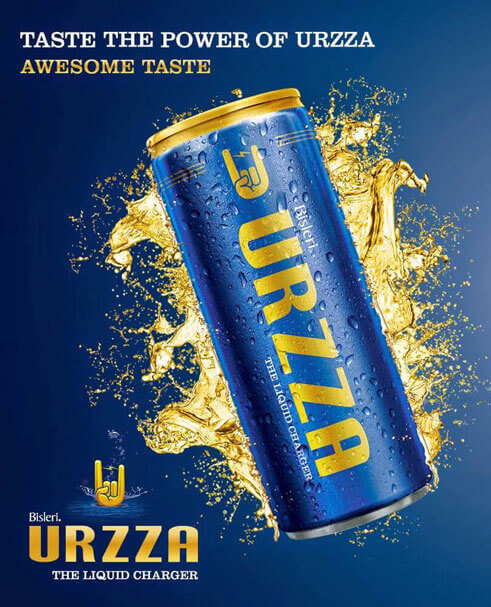 TASTE THE POWER OF URZZA
AWESOME TASTE
Bisleri.
URZZA
THE LIQUID CHARGER
Bisleri.
URZZA
THE LIQUID CHARGER